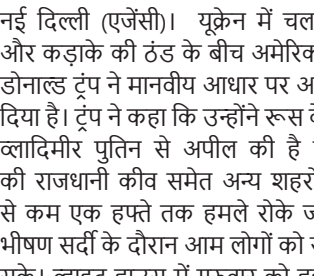 नई दिल्ली (एजेंसी)। यूक्रेन में चल
और कड़ाके की ठंड के बीच अमेरिक
डोनाल्ड ट्रंप ने मानवीय आधार पर अ
दिया है। ट्रंप ने कहा कि उन्होंने रूस व
व्लादिमीर पुतिन से अपील की है
की राजधानी कीव समेत अन्य शहरो
से कम एक हफ्ते तक हमले रोके ज
भीषण सर्दी के दौरान आम लोगों को र